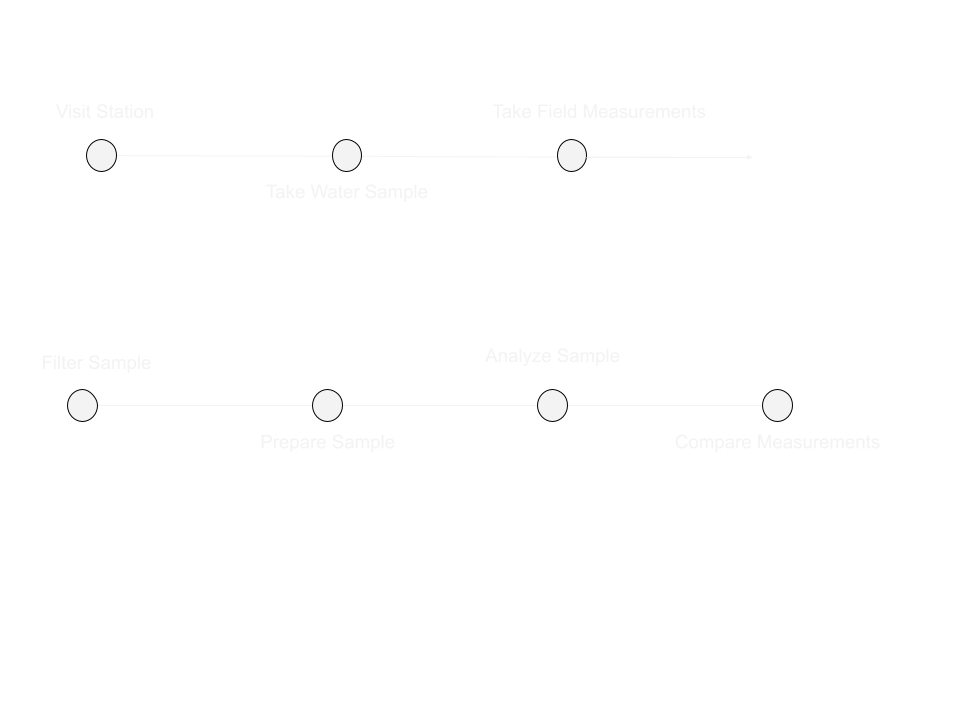 Visit Station
Take Field Measurements
Take Water Sample
Filter Sample
Analyze Sample
Prepare Sample
Compare Measurements